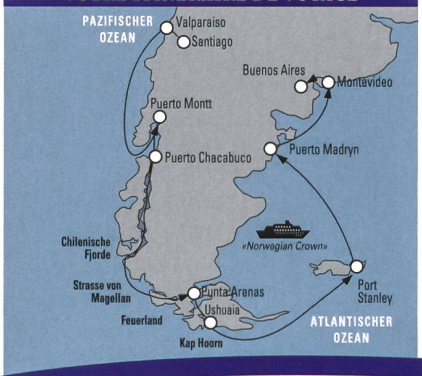 PAZIFISCHER
OZEAN
Valparaiso
Santiago
Buenos Aires
Montevideo
Puerto Montt
Puerto Chacabuco
Puerto Madryn
Chilenische
Fjorde
«Norwegian Crown»
Strasse von
Magellan
Punta Arenas
Port
Stanley
Feuerland
Ushuaia
Kap Hoorn
ATLANTISCHER
OZEAN